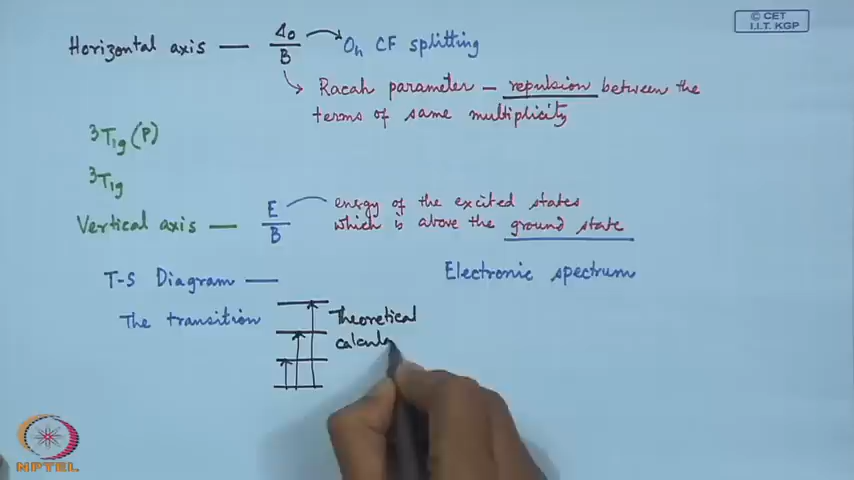 © CET
I.I.T. KGP
Horizontal axis — Δo/B → Oh CF splitting
Racah parameter – repulsion between the
terms of same multiplicity
³T1g(P)
³T1g
Vertical axis — E/B energy of the excited states
which is above the ground state
T-S Diagram — Electronic spectrum
The transition Theoretical
calcula
NPTEL